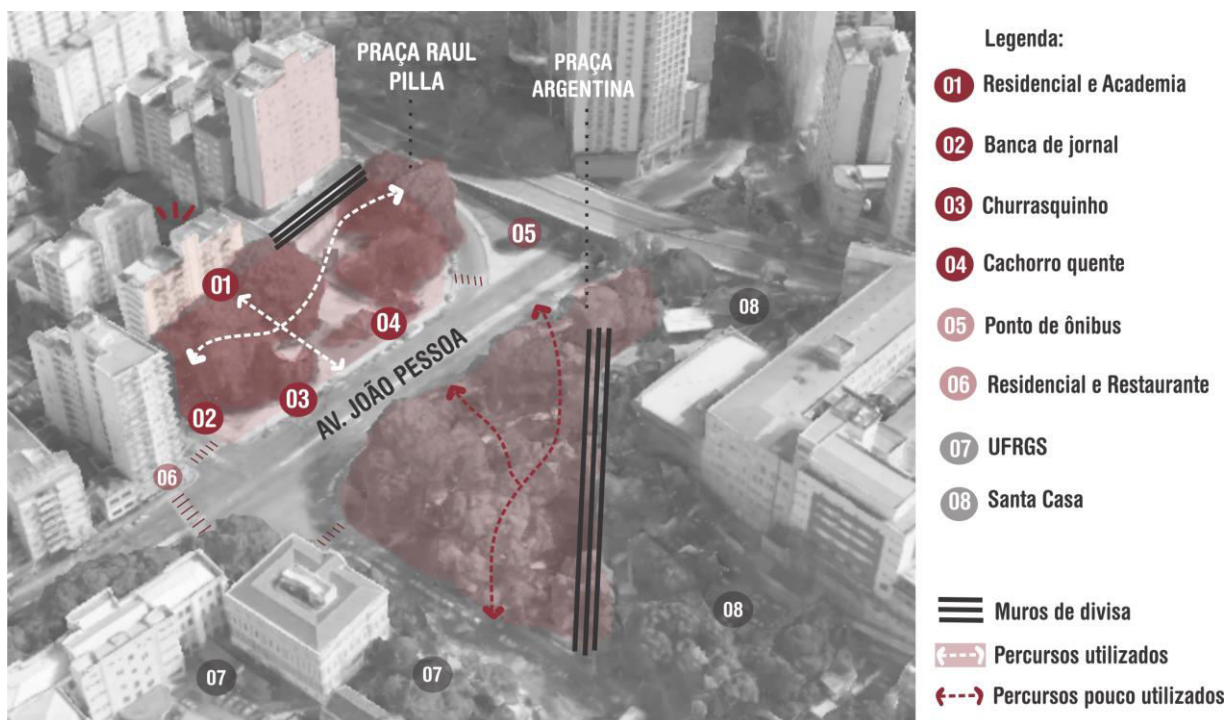 PRAÇA RAUL
PILLA
PRAÇA
ARGENTINA
01
02
03
04
05
06
AV. JOÃO PESSOA
07
07
08
08
Legenda:
01 Residencial e Academia
02 Banca de jornal
03 Churrasquinho
04 Cachorro quente
05 Ponto de ônibus
06 Residencial e Restaurante
07 UFRGS
08 Santa Casa
Muros de divisa
Percursos utilizados
Percursos pouco utilizados